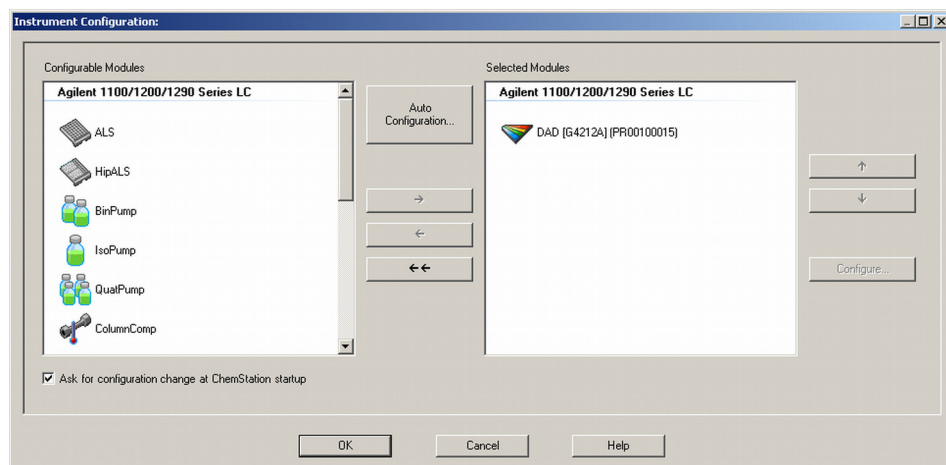 Instrument Configuration:
Configurable Modules
Agilent 1100/1200/1290 Series LC
ALS
HipALS
BinPump
IsoPump
QuatPump
ColumnComp
Auto
Configuration...
→
←
←←
Selected Modules
Agilent 1100/1200/1290 Series LC
DAD [G4212A] (PR00100015)
↑
↓
Configure...
Ask for configuration change at ChemStation startup
OK
Cancel
Help